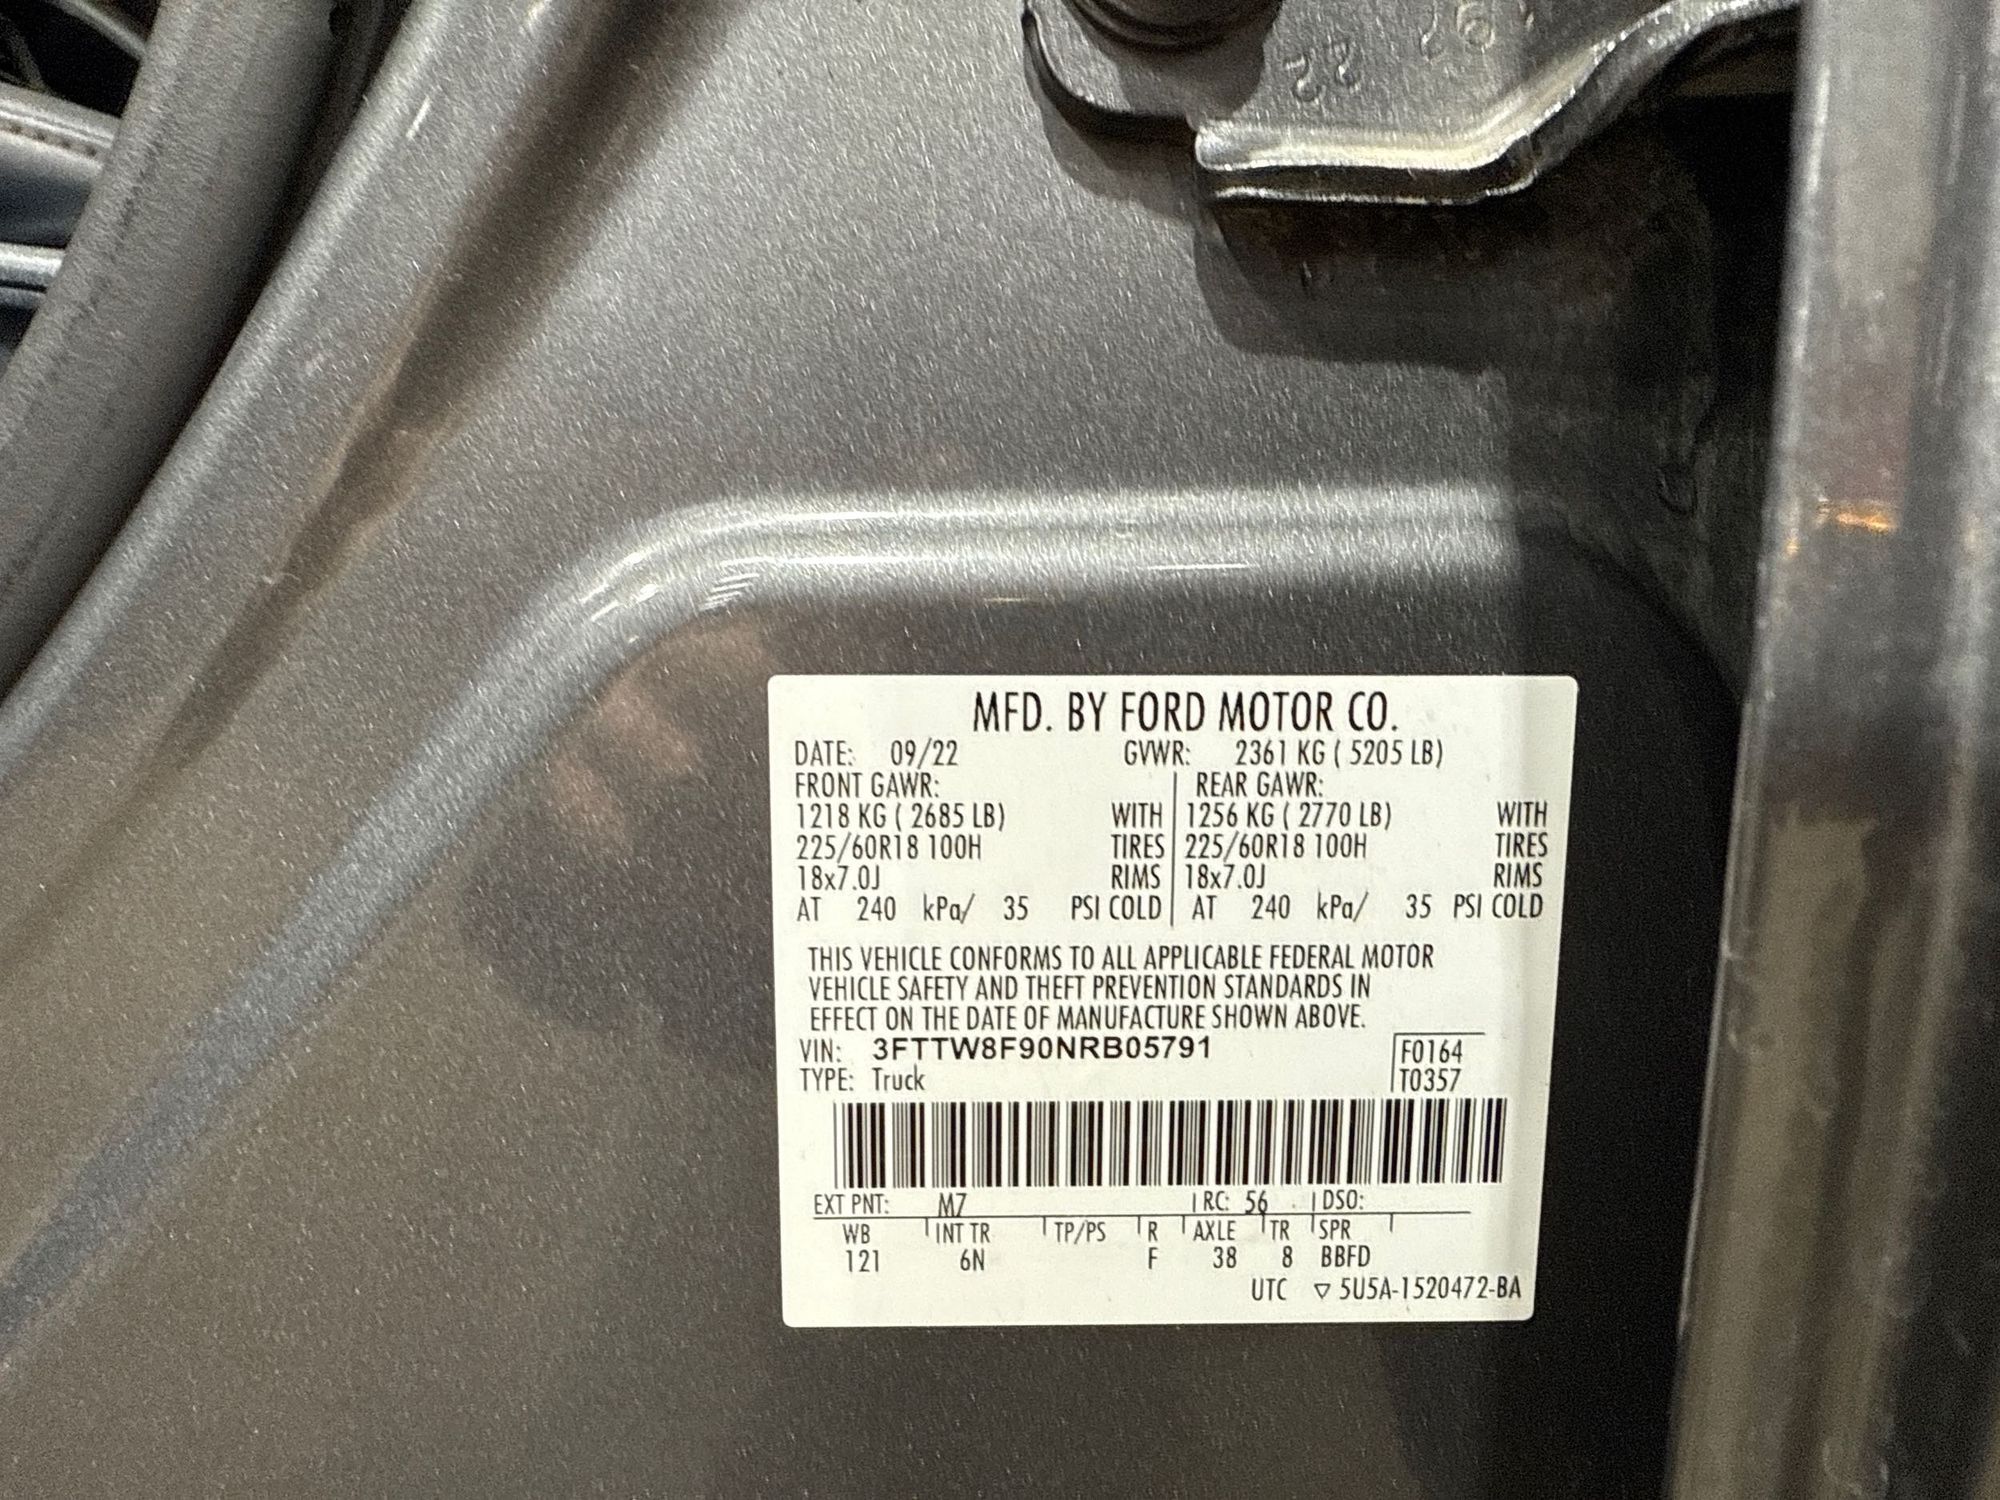 22
MFD. BY FORD MOTOR CO.
DATE: 09/22 GVWR: 2361 KG ( 5205 LB)
FRONT GAWR: REAR GAWR:
1218 KG ( 2685 LB) WITH 1256 KG ( 2770 LB) WITH
225/60R18 100H TIRES 225/60R18 100H TIRES
18x7.0J RIMS 18x7.0J RIMS
AT 240 kPa/ 35 PSI COLD AT 240 kPa/ 35 PSI COLD
THIS VEHICLE CONFORMS TO ALL APPLICABLE FEDERAL MOTOR
VEHICLE SAFETY AND THEFT PREVENTION STANDARDS IN
EFFECT ON THE DATE OF MANUFACTURE SHOWN ABOVE.
VIN: 3FTTW8F90NRB05791 F0164
TYPE: Truck T0357
EXT PNT: M7 RC: 56 DSO:
WB INT TR TP/PS R AXLE TR SPR
121 6N F 38 8 BBFD
UTC ▽ 5U5A-1520472-BA